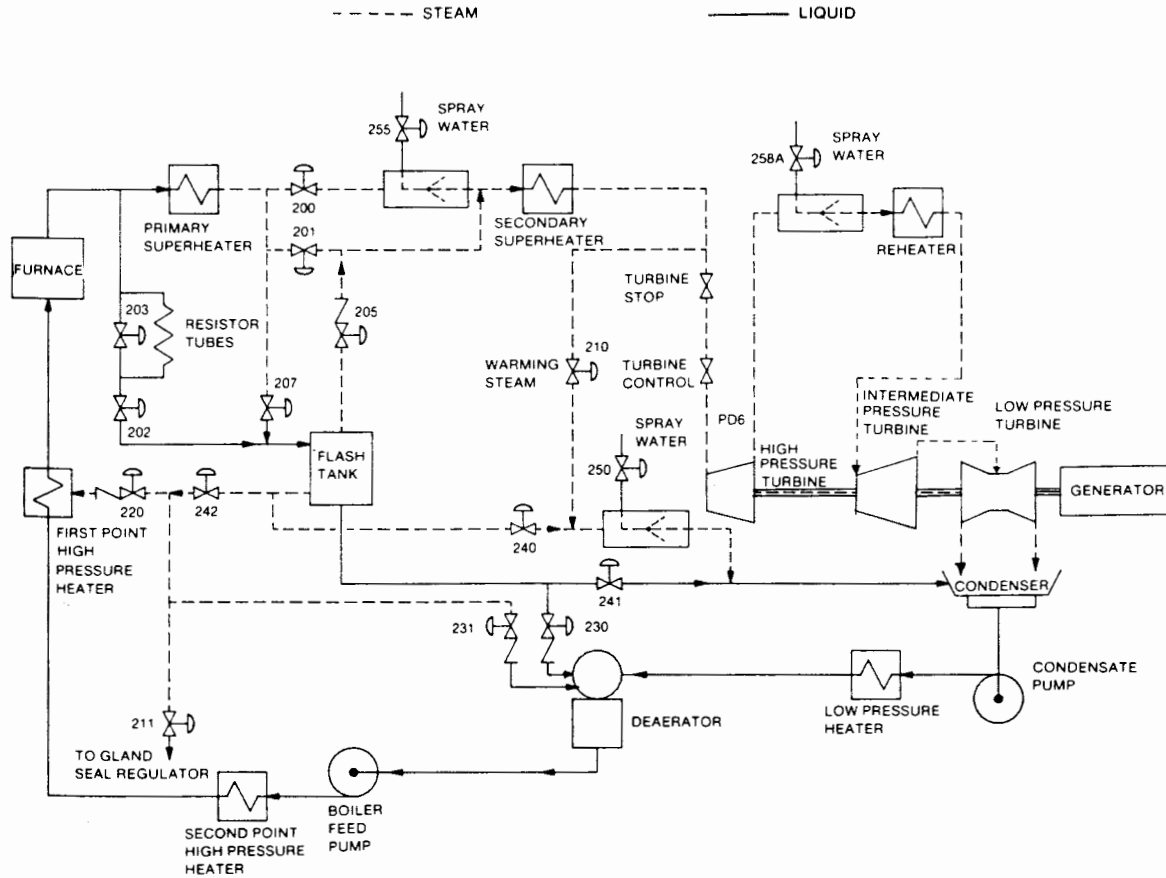 STEAM
LIQUID
SPRAY
WATER
255
SPRAY
WATER
258A
200
PRIMARY
SUPERHEATER
201
SECONDARY
SUPERHEATER
REHEATER
FURNACE
203
RESISTOR
TUBES
205
TURBINE
STOP
207
WARMING
STEAM
210
TURBINE
CONTROL
INTERMEDIATE
PRESSURE
TURBINE
LOW PRESSURE
TURBINE
202
PD6
SPRAY
WATER
FLASH
TANK
250
HIGH
PRESSURE
TURBINE
GENERATOR
220
242
FIRST POINT
HIGH
PRESSURE
HEATER
240
241
CONDENSER
231
230
CONDENSATE
PUMP
LOW PRESSURE
HEATER
DEAERATOR
211
TO GLAND
SEAL REGULATOR
BOILER
FEED
PUMP
SECOND POINT
HIGH PRESSURE
HEATER